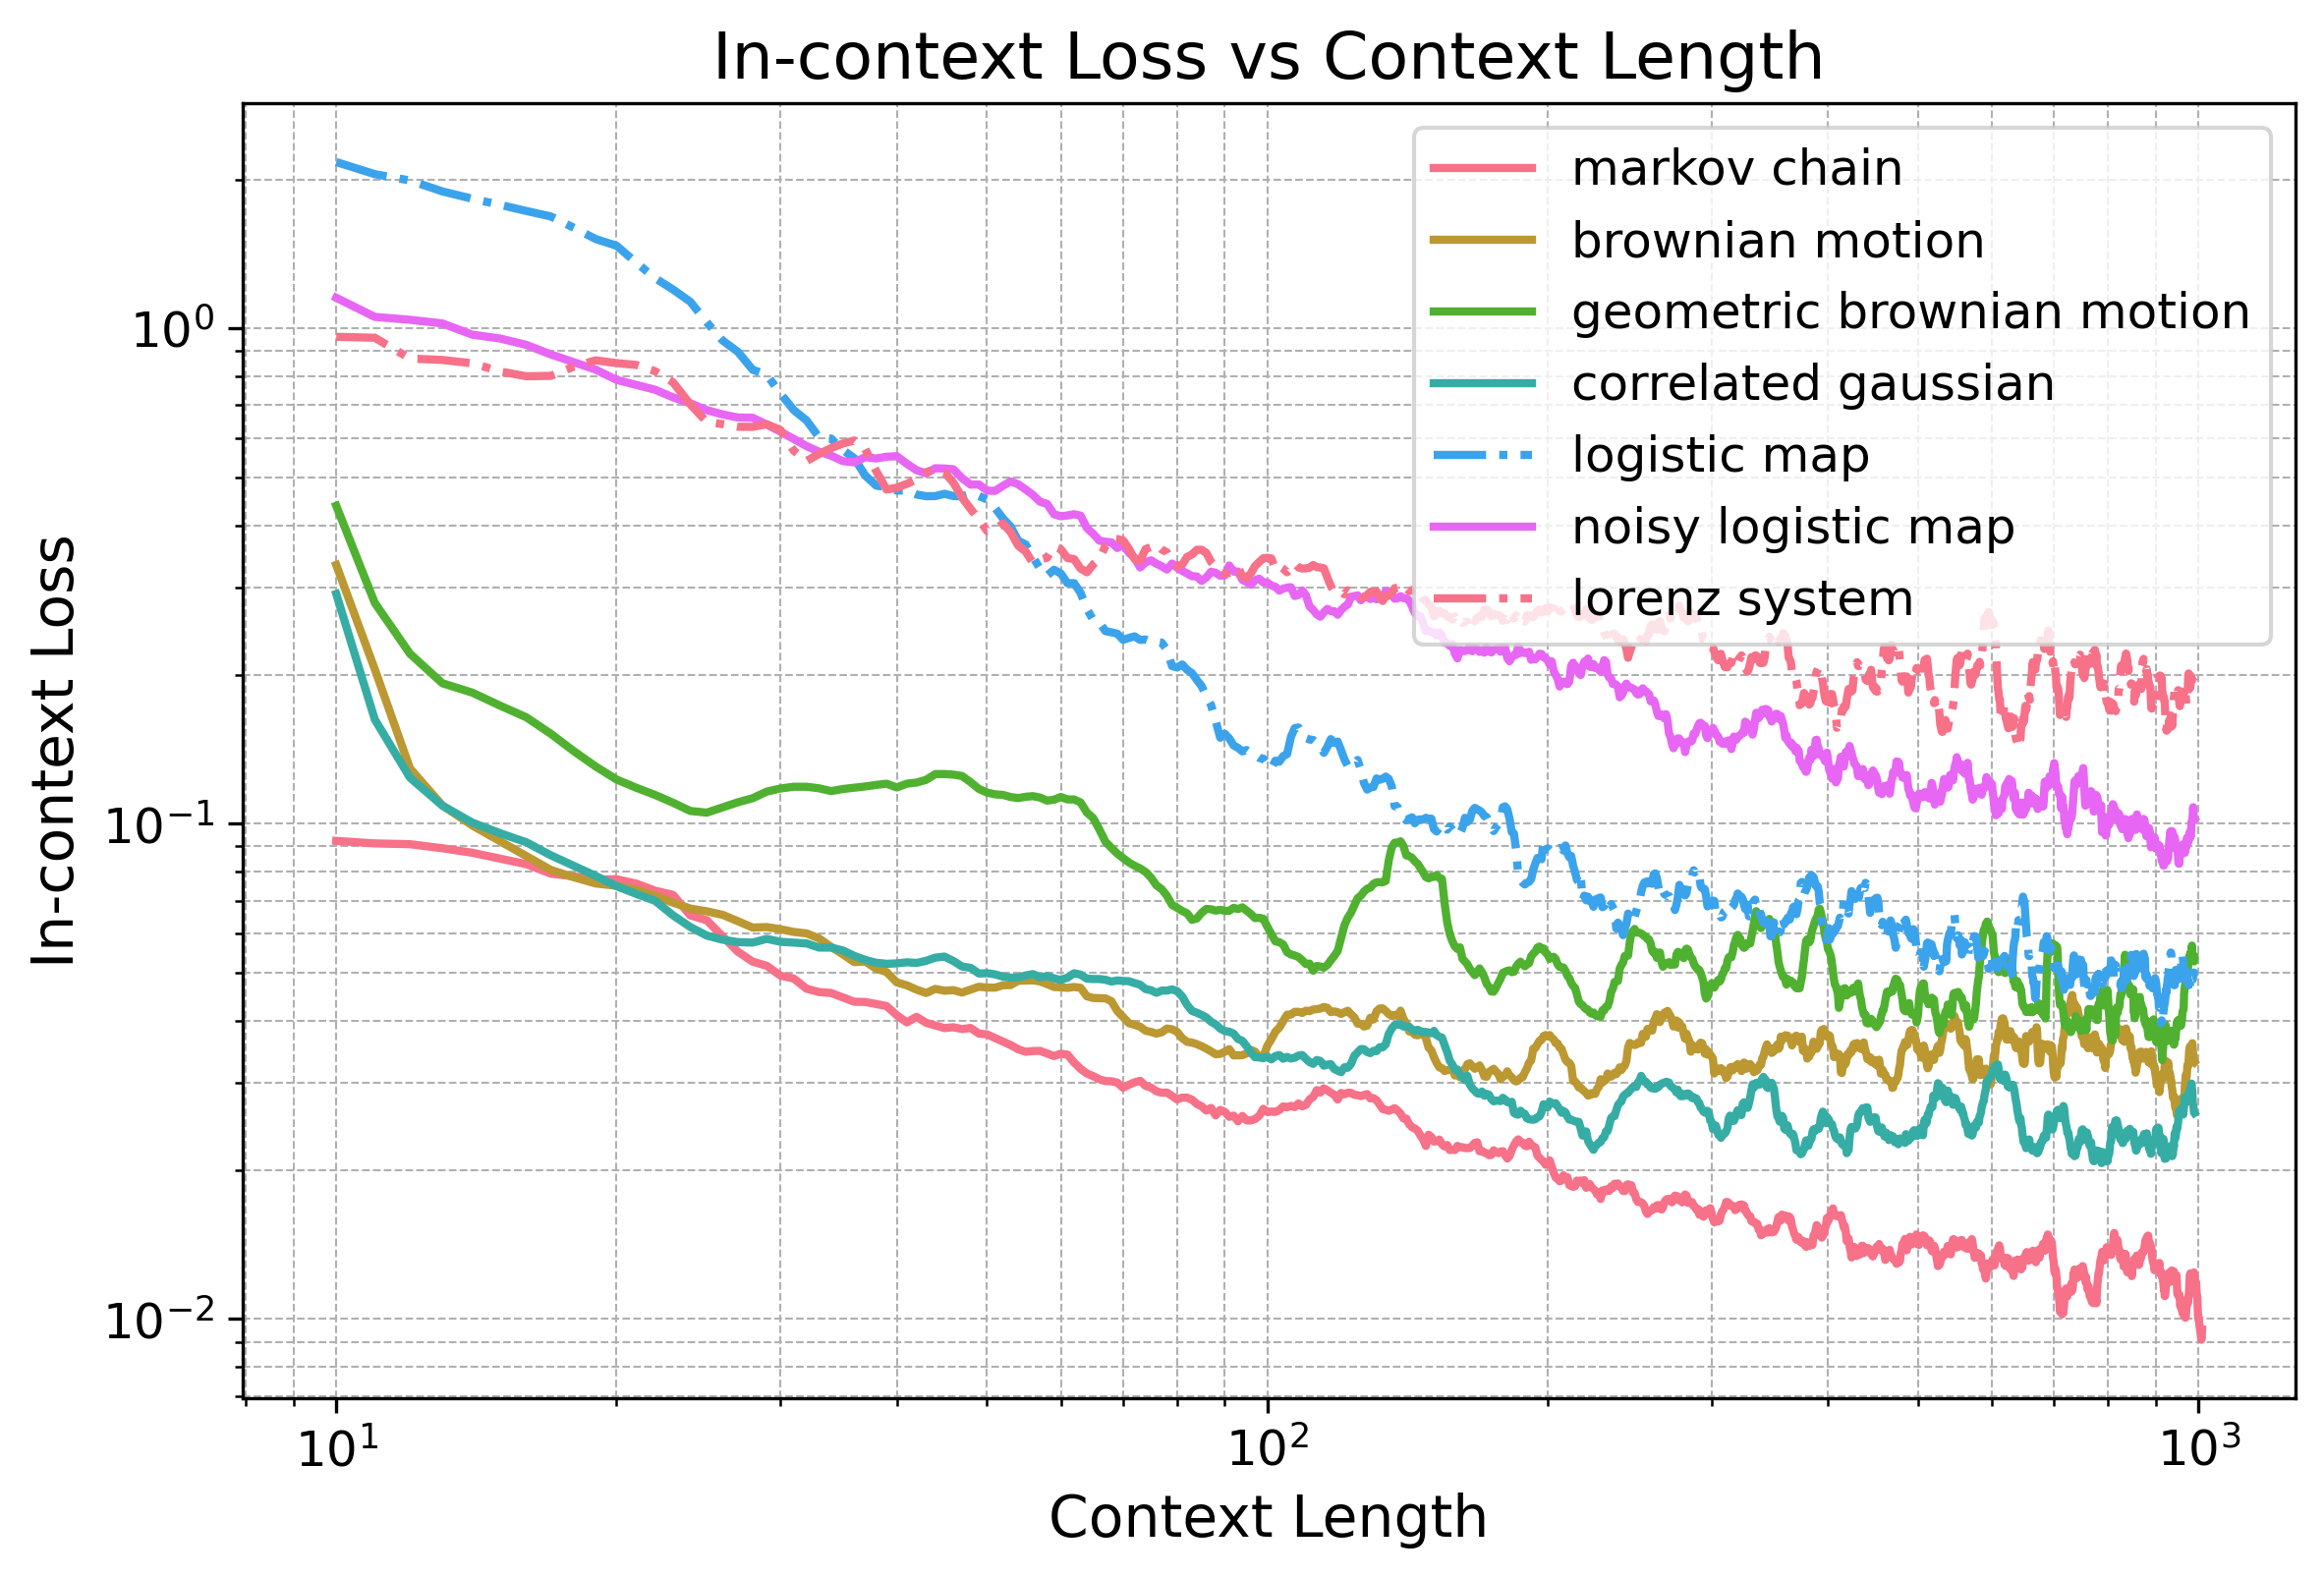 In-context Loss vs Context Length
markov chain
brownian motion
geometric brownian motion
correlated gaussian
logistic map
noisy logistic map
lorenz system
In-context Loss
10⁰
10⁻¹
10⁻²
10¹
10²
10³
Context Length